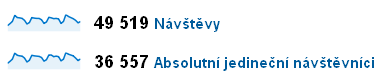 49 519 Návštěvy
36 557 Absolutní jedineční návštěvníci